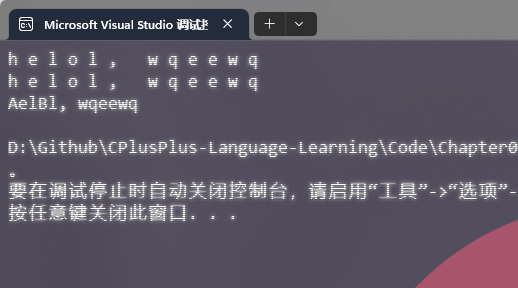 Microsoft Visual Studio 调试
h e l o l ,   w q e e w q
h e l o l ,   w q e e w q
AelBl, wqeewq
D:\Github\CPlusPlus-Language-Learning\Code\Chapter0
。
要在调试停止时自动关闭控制台，请启用“工具”->“选项”-
按任意键关闭此窗口. . .